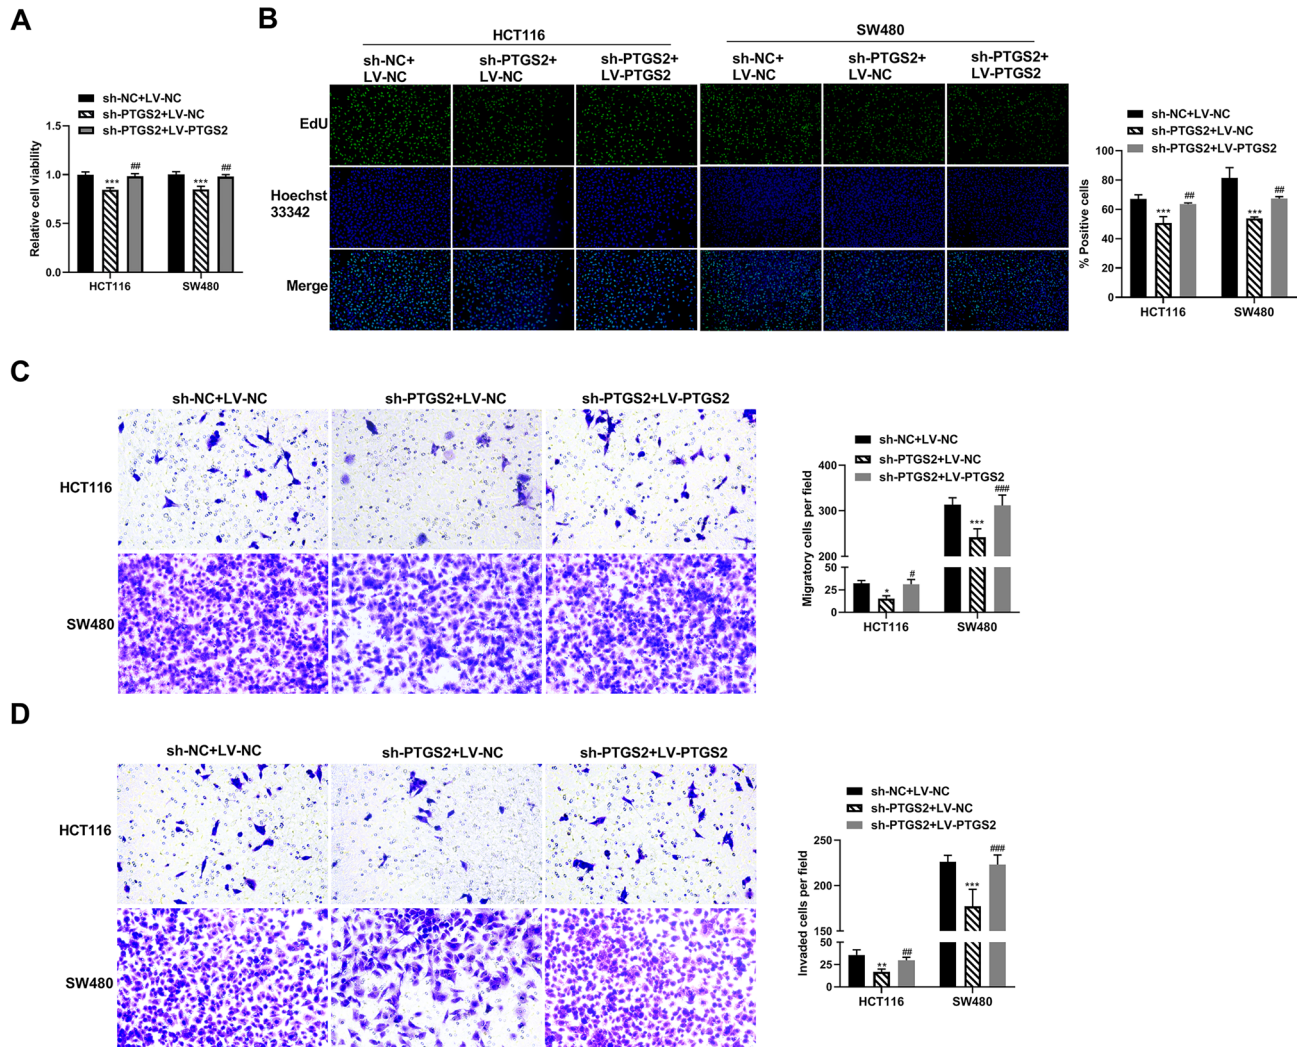 A
sh-NC+LV-NC
sh-PTGS2+LV-NC
sh-PTGS2+LV-PTGS2
Relative cell viability
1.5
1.0
0.5
0.0
***
##
***
##
HCT116
SW480
B
HCT116
SW480
sh-NC+
LV-NC
sh-PTGS2+
LV-NC
sh-PTGS2+
LV-PTGS2
sh-NC+
LV-NC
sh-PTGS2+
LV-NC
sh-PTGS2+
LV-PTGS2
EdU
Hoechst
33342
Merge
sh-NC+LV-NC
sh-PTGS2+LV-NC
sh-PTGS2+LV-PTGS2
% Positive cells
100
80
60
40
20
0
***
##
***
##
HCT116
SW480
C
sh-NC+LV-NC
sh-PTGS2+LV-NC
sh-PTGS2+LV-PTGS2
HCT116
SW480
sh-NC+LV-NC
sh-PTGS2+LV-NC
sh-PTGS2+LV-PTGS2
Migratory cells per field
400
300
200
50
25
0
*
#
***
###
HCT116
SW480
D
sh-NC+LV-NC
sh-PTGS2+LV-NC
sh-PTGS2+LV-PTGS2
HCT116
SW480
sh-NC+LV-NC
sh-PTGS2+LV-NC
sh-PTGS2+LV-PTGS2
Invaded cells per field
250
200
150
50
25
0
**
##
***
###
HCT116
SW480